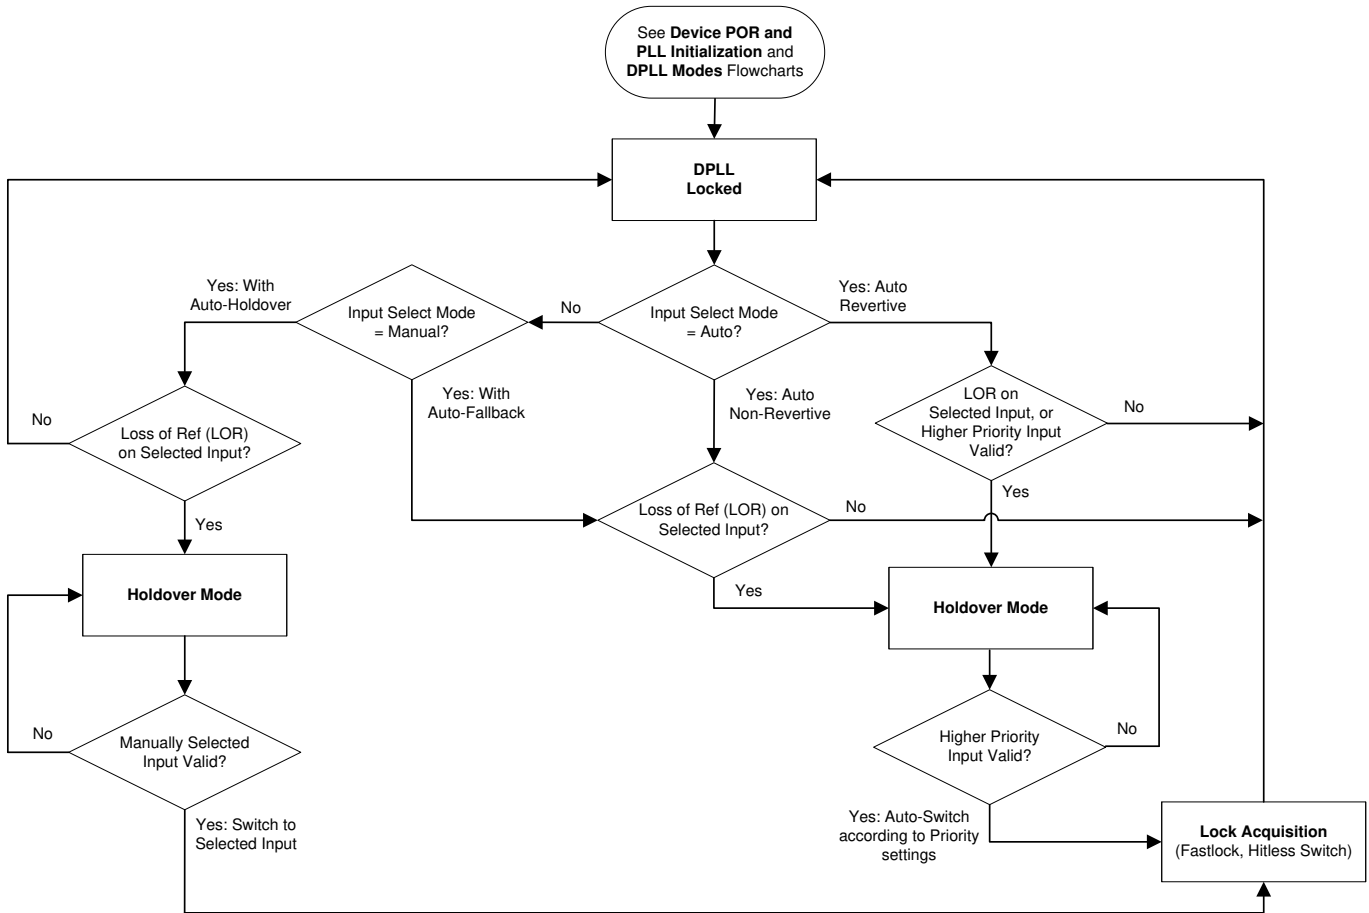 See Device POR and
PLL Initialization and
DPLL Modes Flowcharts
DPLL
Locked
Yes: With
Auto-Holdover
Input Select Mode
= Manual?
No
Input Select Mode
= Auto?
Yes: Auto
Revertive
Yes: With
Auto-Fallback
Yes: Auto
Non-Revertive
LOR on
Selected Input, or
Higher Priority Input
Valid?
No
No
Loss of Ref (LOR)
on Selected Input?
Yes
Loss of Ref (LOR) on
Selected Input?
No
Yes
Yes
Holdover Mode
Holdover Mode
No
Manually Selected
Input Valid?
Higher Priority
Input Valid?
No
Yes: Switch to
Selected Input
Yes: Auto-Switch
according to Priority
settings
Lock Acquisition
(Fastlock, Hitless Switch)